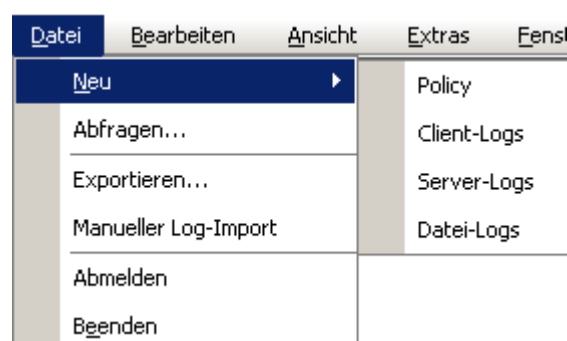 Datei Bearbeiten Ansicht Extras Fenst
Neu Policy
Abfragen... Client-Logs
Exportieren... Server-Logs
Manueller Log-Import Datei-Logs
Abmelden
Beenden